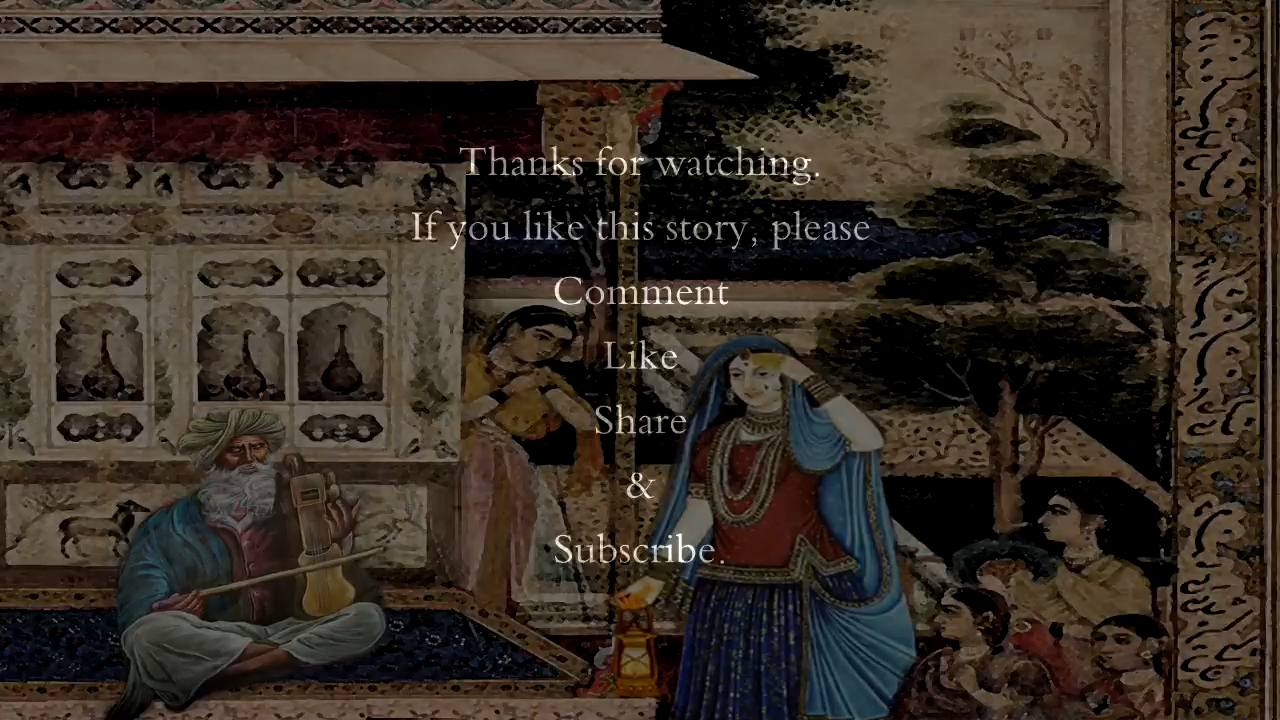 Thanks for watching.
If you like this story, please
Comment
Like
Share
&
Subscribe.